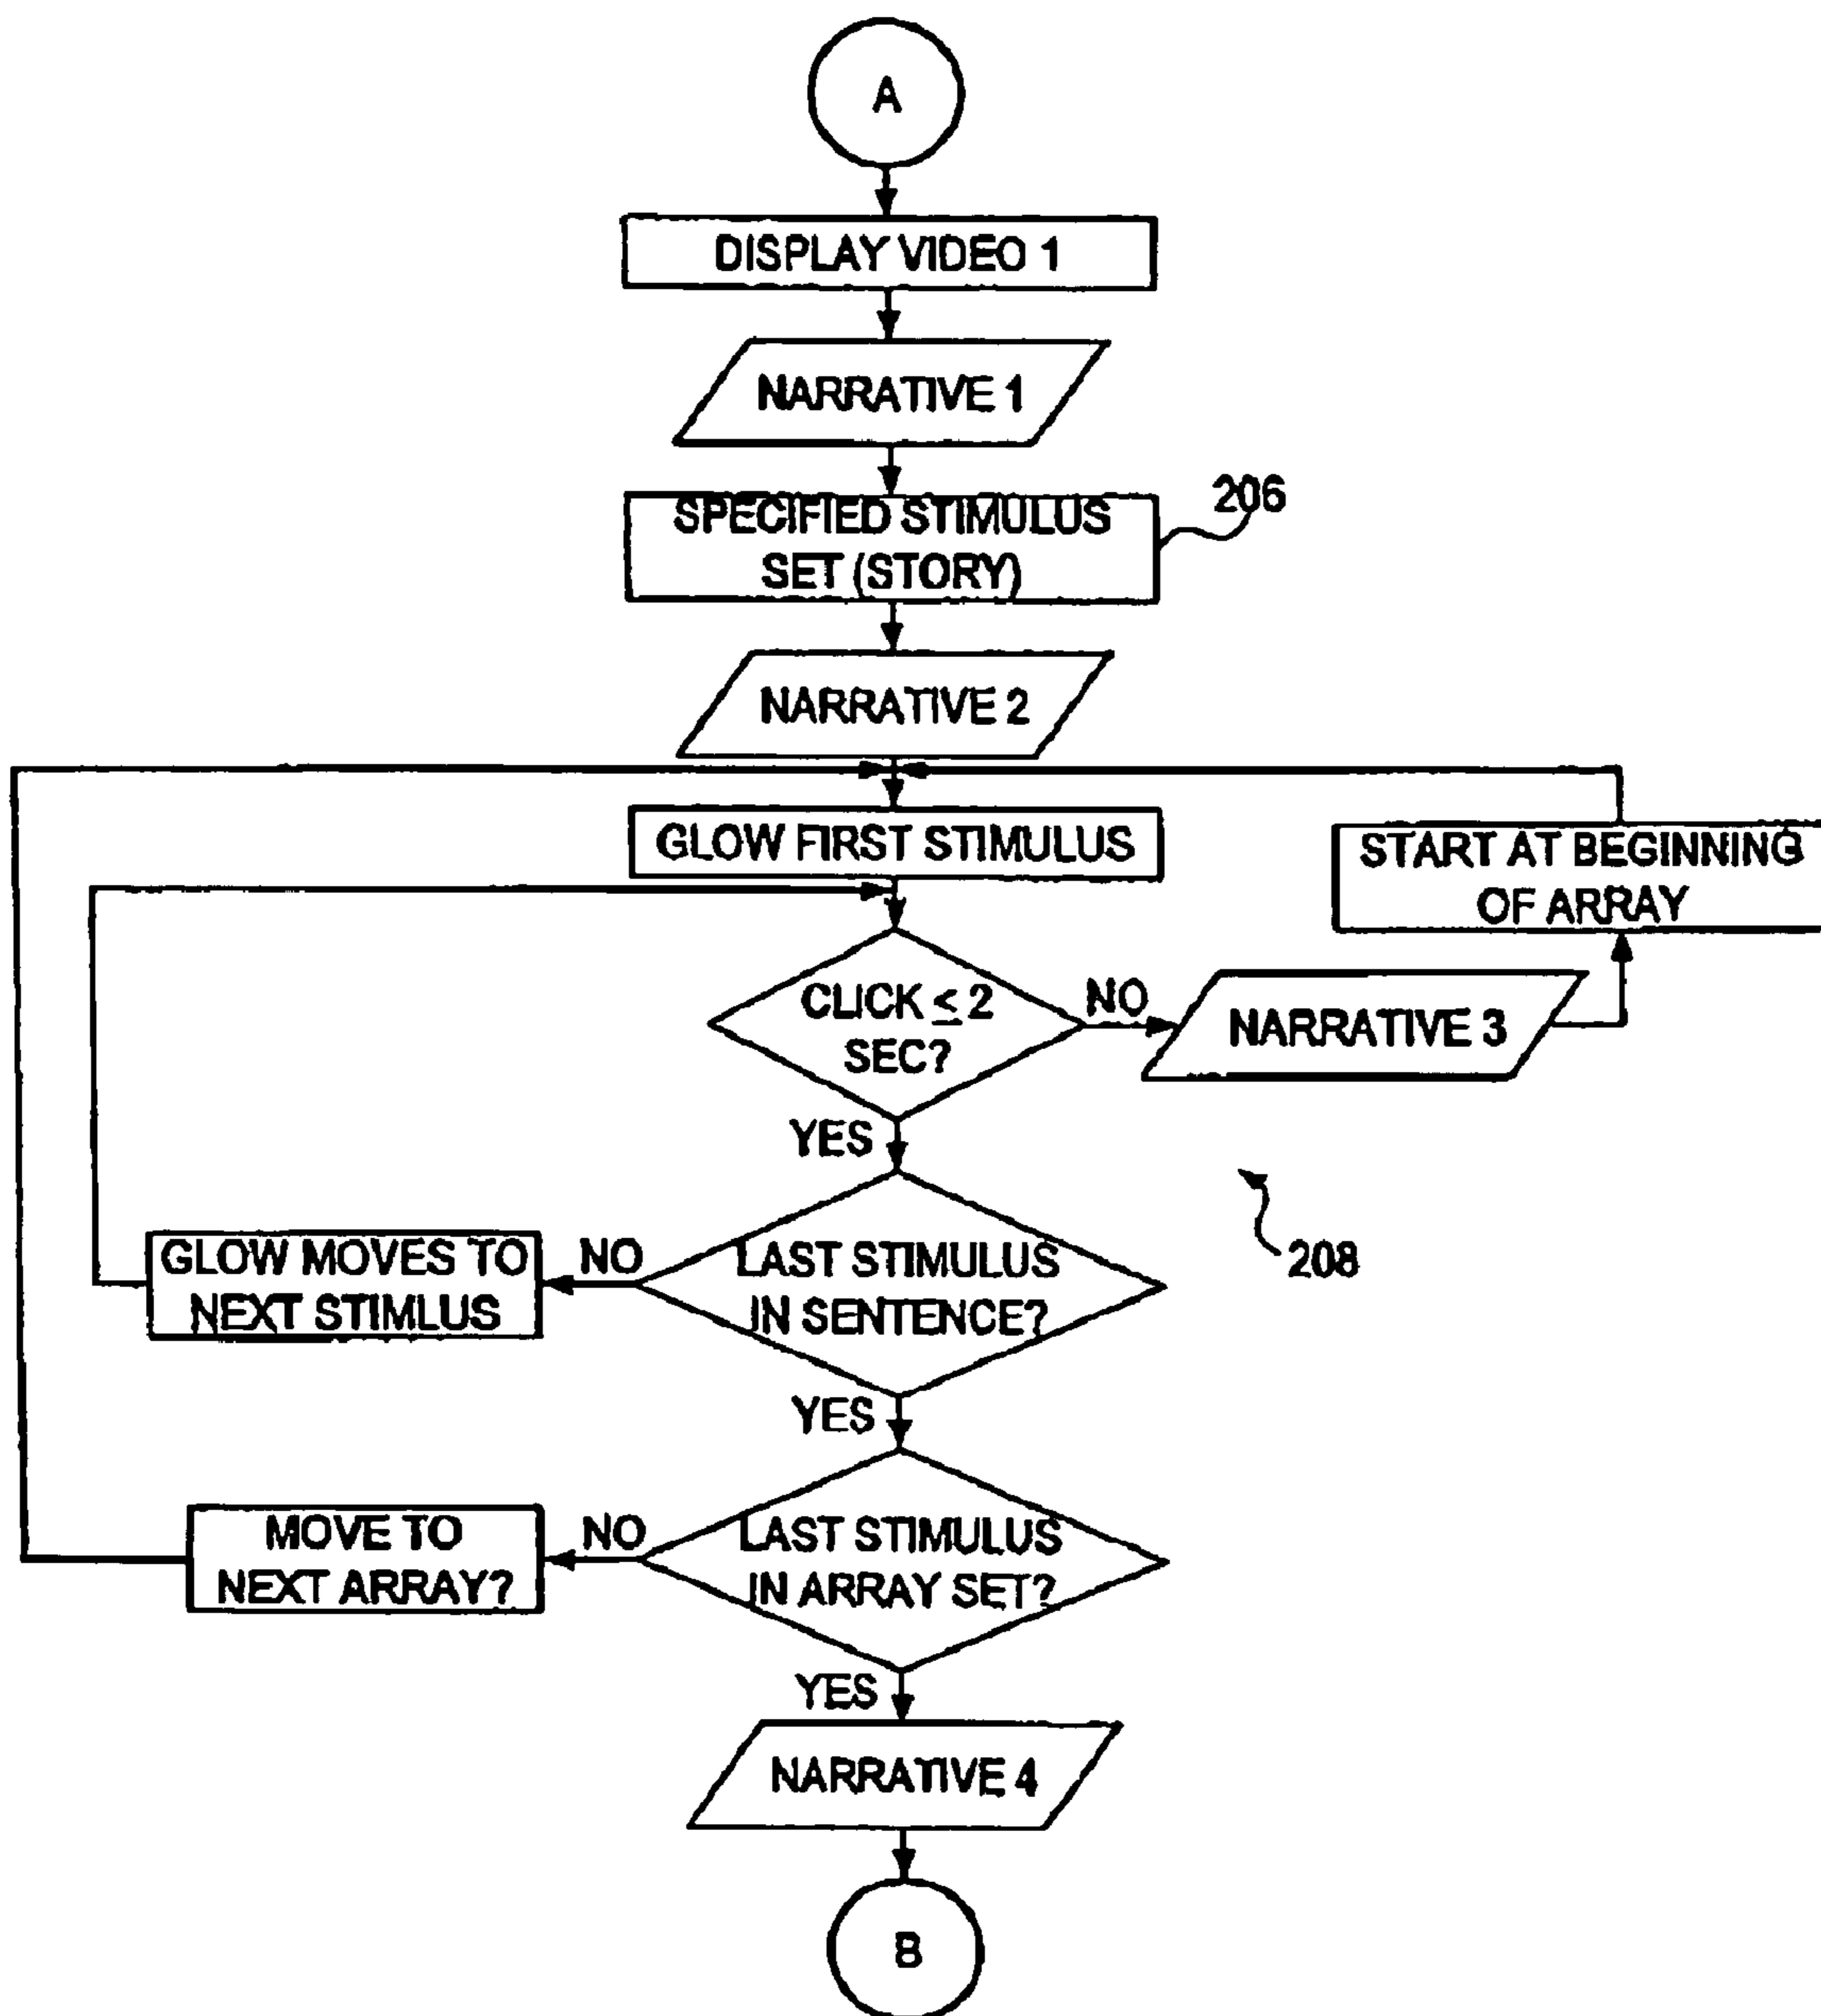 A
DISPLAY VIDEO 1
NARRATIVE 1
206
SPECIFIED STIMULUS
SET (STORY)
NARRATIVE 2
GLOW FIRST STIMULUS
START AT BEGINNING
OF ARRAY
CLICK ≤ 2
SEC?
NO
NARRATIVE 3
YES
208
GLOW MOVES TO
NEXT STIMLUS
NO
LAST STIMULUS
IN SENTENCE?
YES
MOVE TO
NEXT ARRAY?
NO
LAST STIMULUS
IN ARRAY SET?
YES
NARRATIVE 4
B